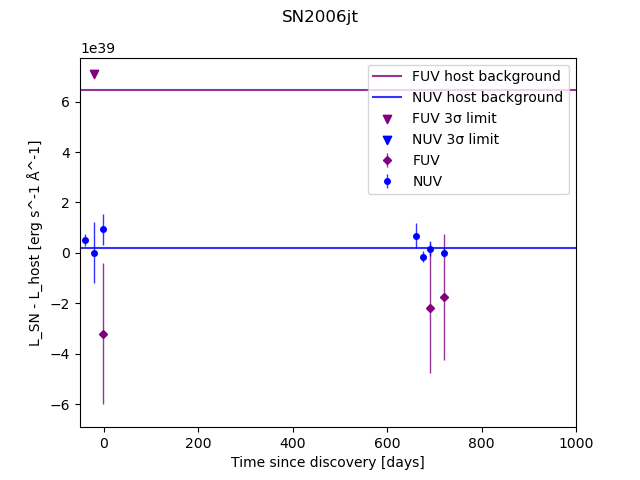 SN2006jt
1e39
FUV host background
NUV host background
FUV 3σ limit
NUV 3σ limit
FUV
NUV
6
4
2
0
−2
−4
−6
L_SN - L_host [erg s^-1 Å^-1]
0 200 400 600 800 1000
Time since discovery [days]